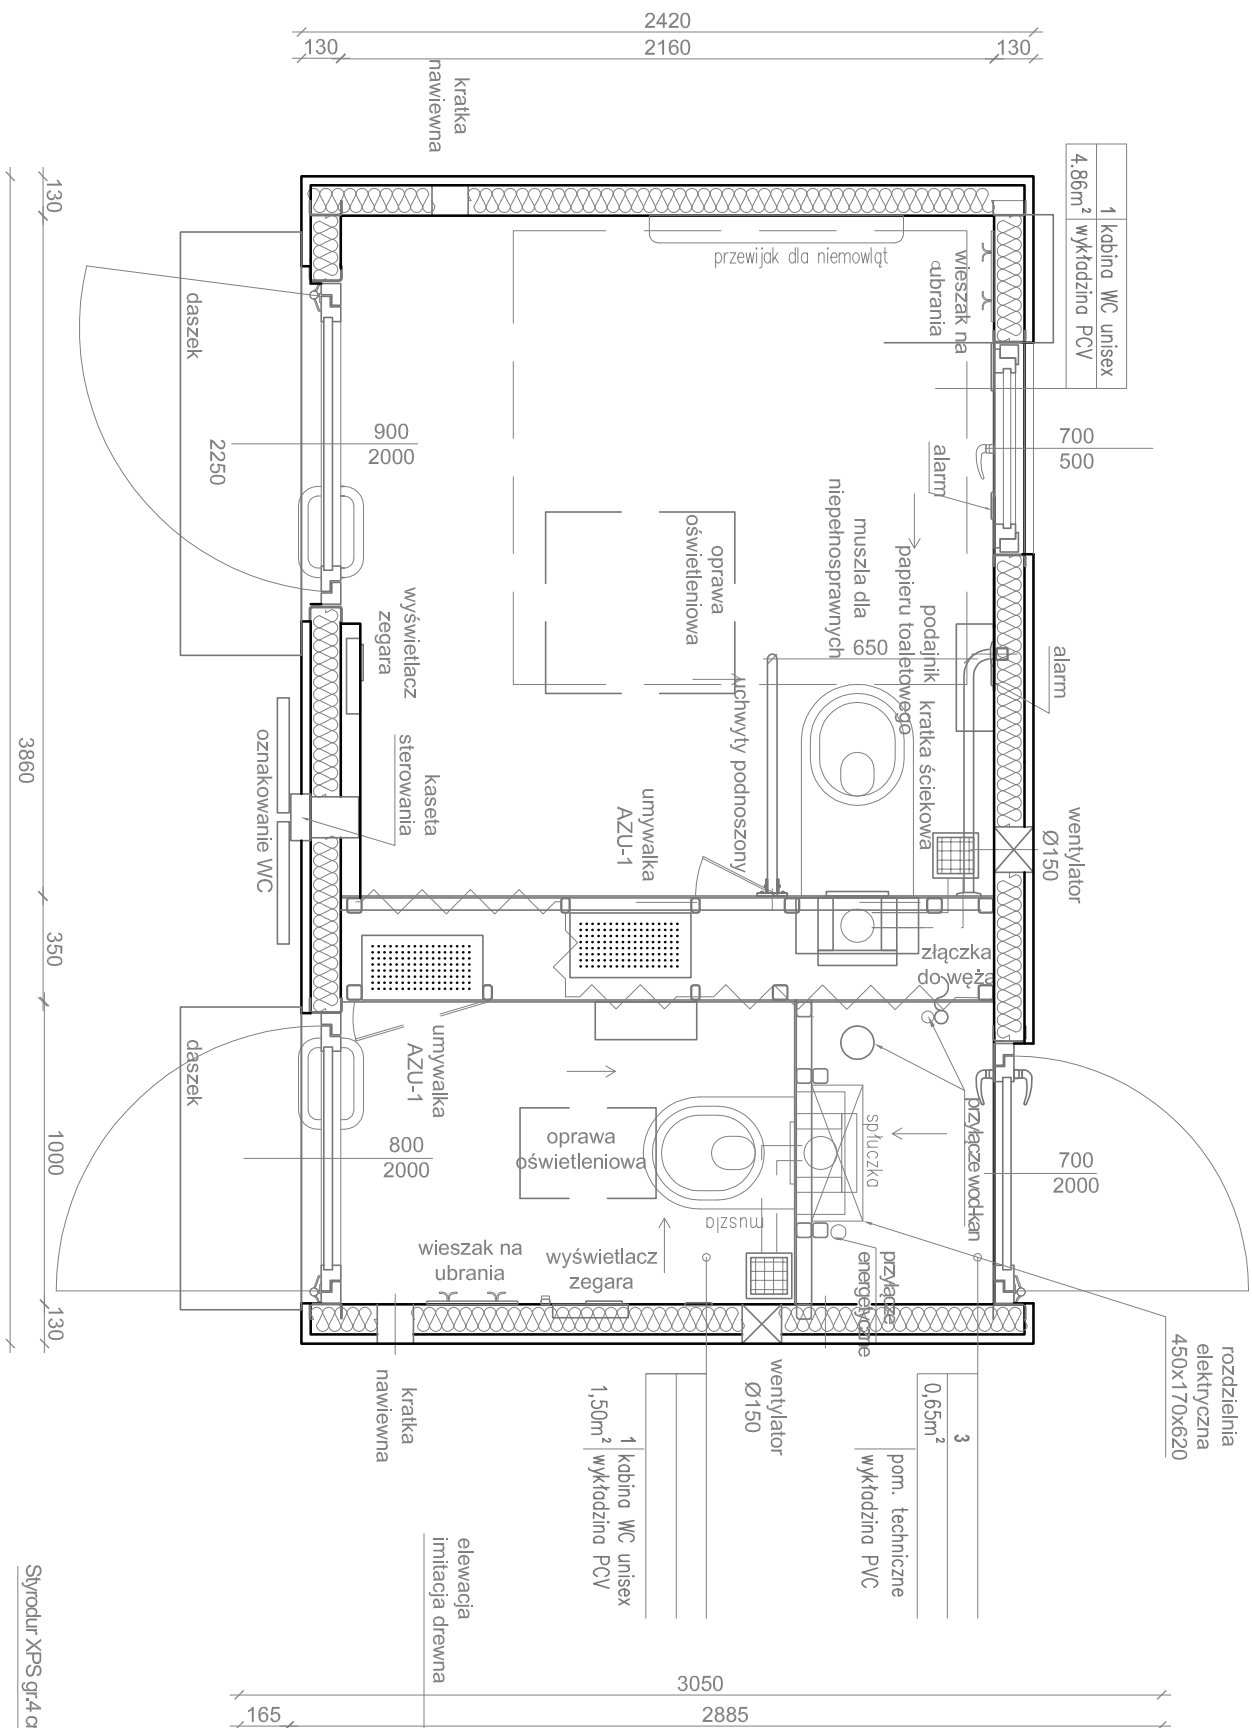 2420
130
2160
130
kratka
nawiewna
1 kabina WC unisex
4.86m² wykładzina PCV
130
przewijak dla niemowląt
wieszak na
ubrania
daszek
2250
900
2000
700
500
alarm
muszla dla
niepełnosprawnych
oprawa
oświetleniowa
podajnik
papieru toaletowego
kratka ściekowa
650
alarm
wyświetlacz
zegara
uchwyty podnoszony
kaseta
sterowania
oznakowanie WC
3860
umywalka
AZU-1
wentylator
Ø150
350
złączka
do węża
daszek
umywalka
AZU-1
1000
800
2000
oprawa
oświetleniowa
spłuczka
muszla
przyłącze wod-kan
700
2000
wieszak na
ubrania
wyświetlacz
zegara
przyłącze
energetyczne
130
rozdzielnia
elektryczna
450x170x620
kratka
nawiewna
wentylator
Ø150
1 kabina WC unisex
1,50m² wykładzina PCV
3 pom. techniczne
0,65m² wykładzina PVC
elewacja
imitacja drewna
Styrodur XPS gr.4
3050
165
2885